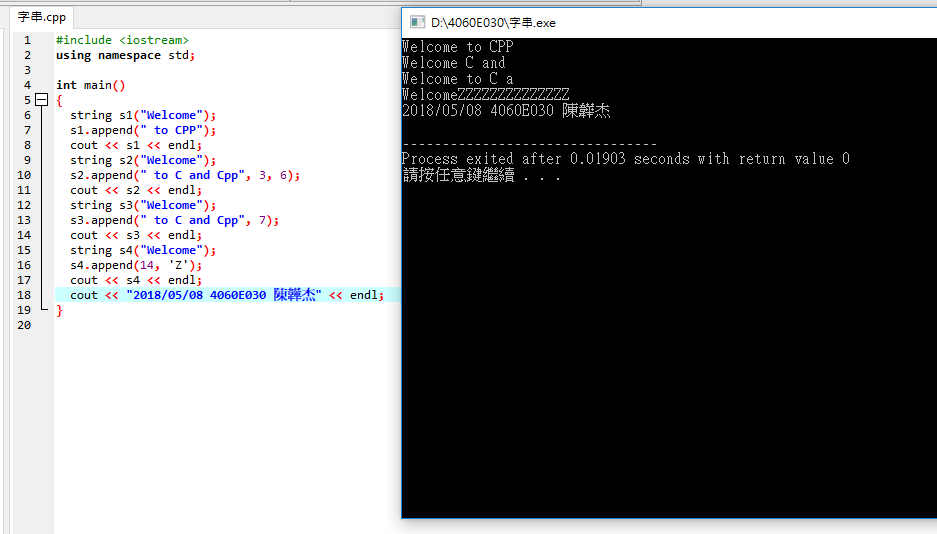 字串.cpp
1 #include <iostream>
2 using namespace std;
3
4 int main()
5 {
6 string s1("Welcome");
7 s1.append(" to CPP");
8 cout << s1 << endl;
9 string s2("Welcome");
10 s2.append(" to C and Cpp", 3, 6);
11 cout << s2 << endl;
12 string s3("Welcome");
13 s3.append(" to C and Cpp", 7);
14 cout << s3 << endl;
15 string s4("Welcome");
16 s4.append(14, 'Z');
17 cout << s4 << endl;
18 cout << "2018/05/08 4060E030 陳韡杰" << endl;
19 }
20
D:\4060E030\字串.exe
Welcome to CPP
Welcome C and
Welcome to C a
WelcomeZZZZZZZZZZZZZZ
2018/05/08 4060E030 陳韡杰
--------------------------------
Process exited after 0.01903 seconds with return value 0
請按任意鍵繼續 . . .